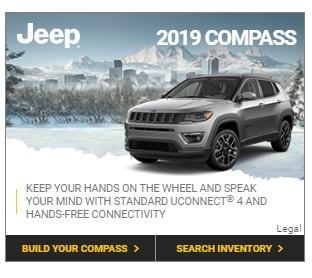 Jeep
2019 COMPASS
KEEP YOUR HANDS ON THE WHEEL AND SPEAK
YOUR MIND WITH STANDARD UCONNECT® 4 AND
HANDS-FREE CONNECTIVITY
Legal
BUILD YOUR COMPASS >
SEARCH INVENTORY >